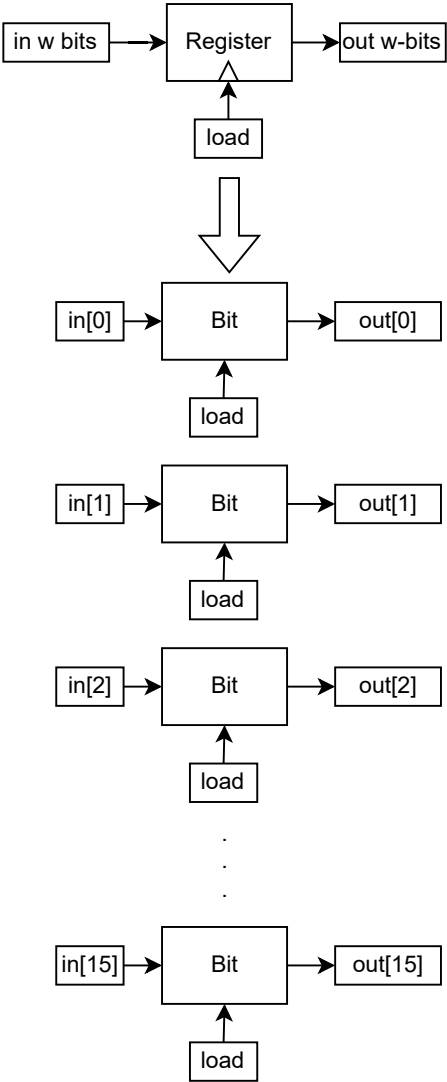 in w bits
Register
out w-bits
load
in[0]
Bit
out[0]
load
in[1]
Bit
out[1]
load
in[2]
Bit
out[2]
load
.
.
.
in[15]
Bit
out[15]
load